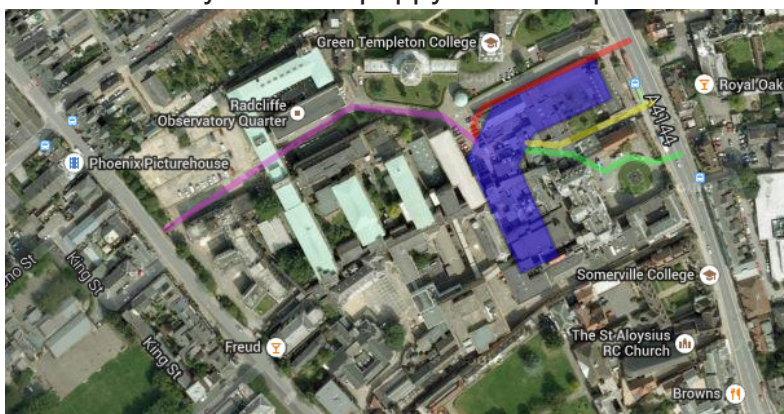 Green Templeton College
Royal Oak
A4144
Radcliffe
Observatory Quarter
Phoenix Picturehouse
King St
Somerville College
King St
Freud
The St Aloysius
RC Church
Browns